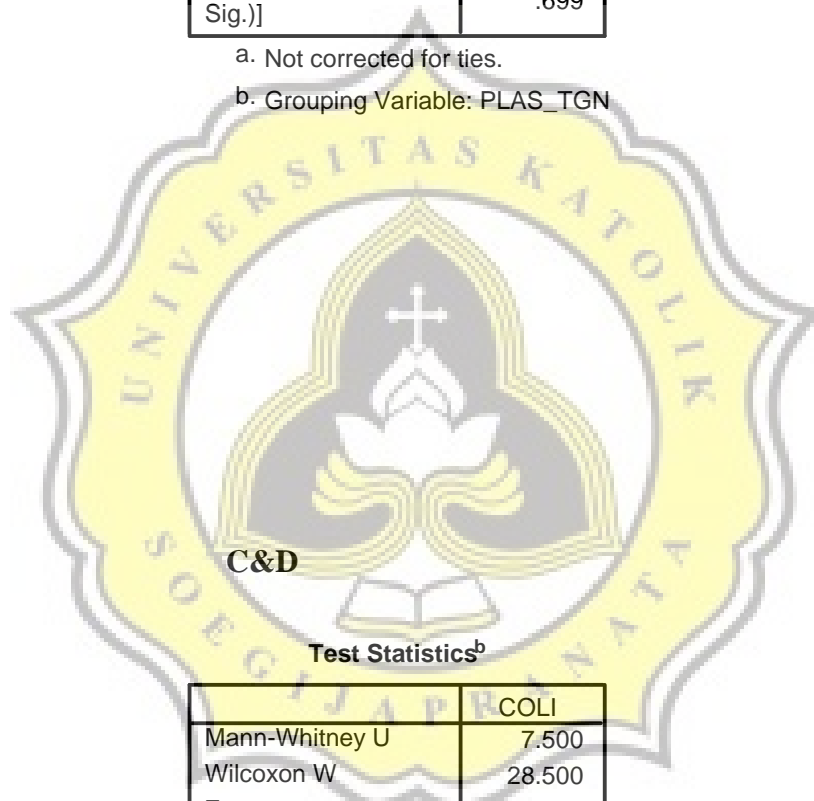 Sig.)] .699
a. Not corrected for ties.
b. Grouping Variable: PLAS_TGN
UNIVERSITAS KATOLIK
SOEGIJAPRANATA
C&D
Test Statisticsb
COLI
Mann-Whitney U 7.500
Wilcoxon W 28.500